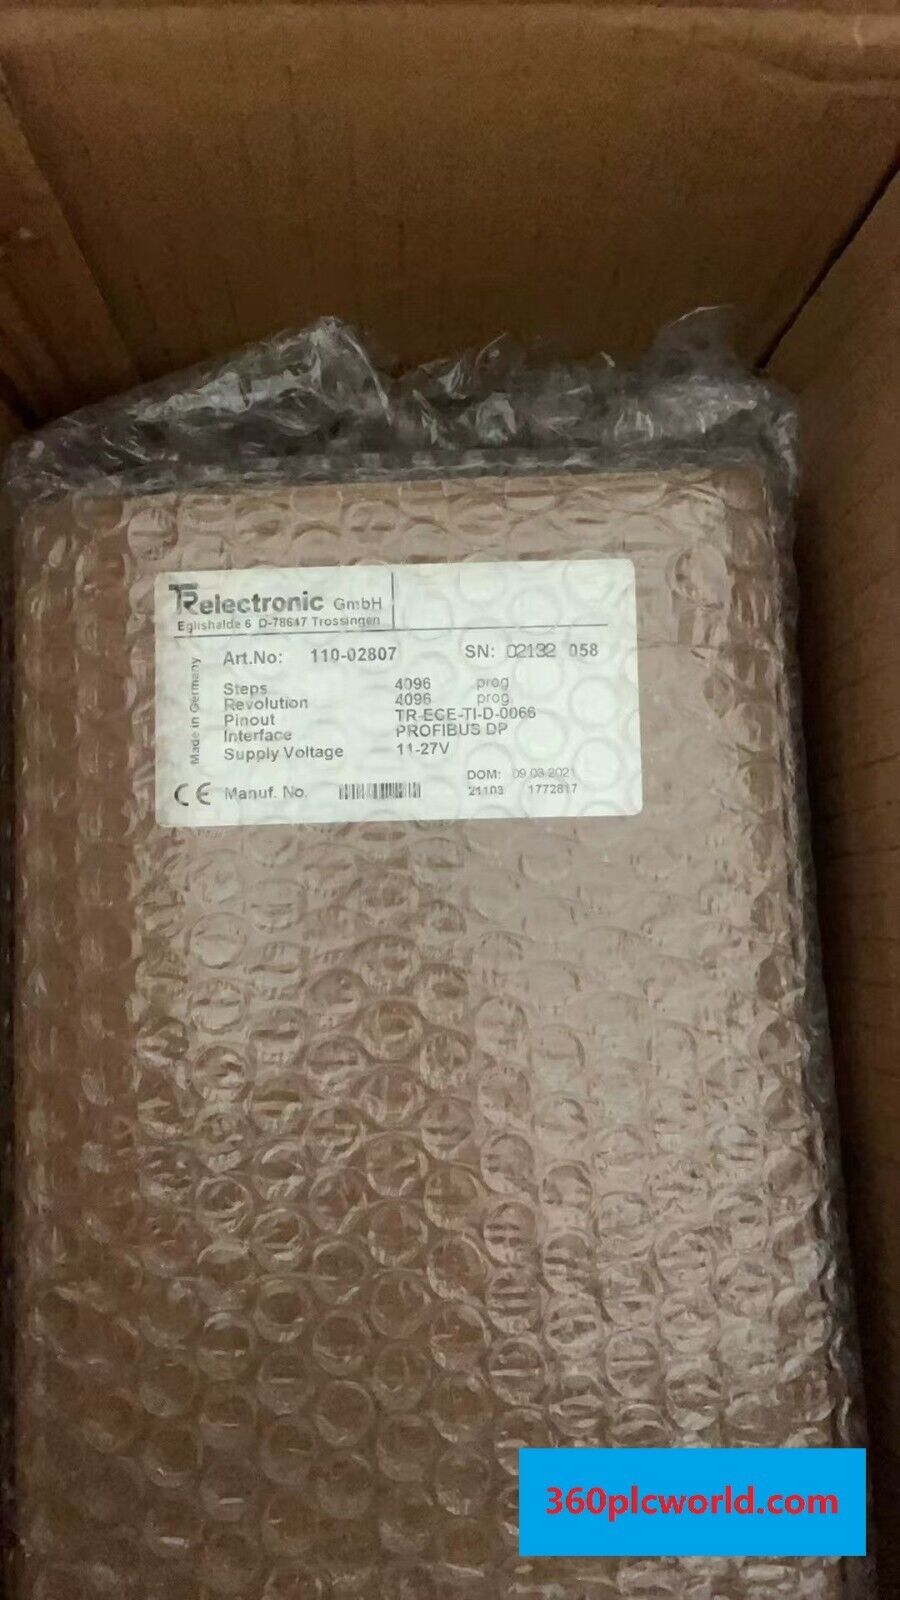 TRelectronic GmbH
Eglishalde 6 D-78647 Trossingen
Made in Germany
Art.No: 110-02807 SN: 02132 058
Steps 4096 prog
Revolution 4096 prog
Pinout TR-ECE-TI-D-0066
Interface PROFIBUS DP
Supply Voltage 11-27V
DOM: 09.03.2021
CE Manuf. No. 21103 1772817
360plcworld.com